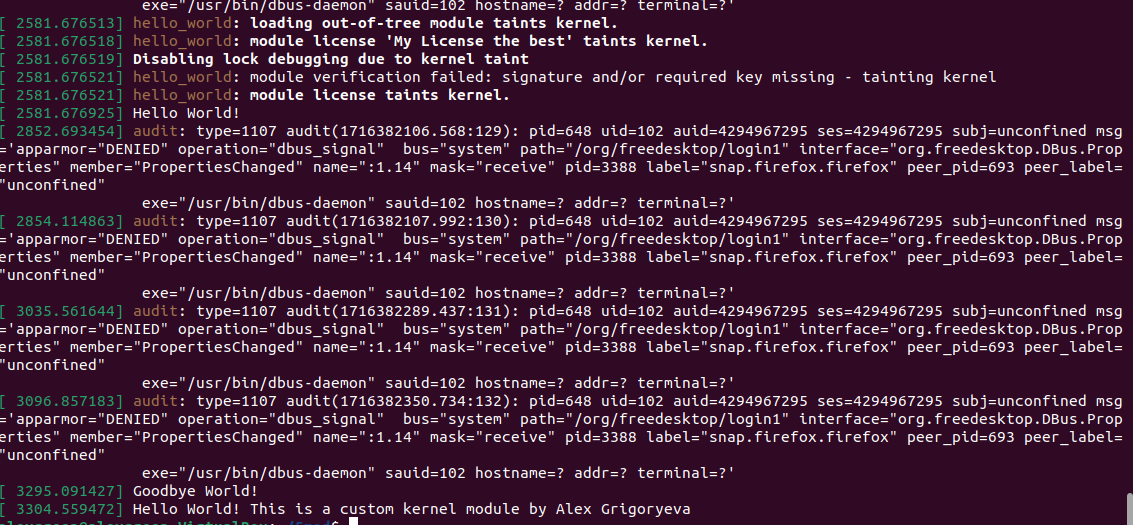 exe="/usr/bin/dbus-daemon" sauid=102 hostname=? addr=? terminal=?'
[ 2581.676513] hello_world: loading out-of-tree module taints kernel.
[ 2581.676518] hello_world: module license 'My License the best' taints kernel.
[ 2581.676519] Disabling lock debugging due to kernel taint
[ 2581.676521] hello_world: module verification failed: signature and/or required key missing - tainting kernel
[ 2581.676521] hello_world: module license taints kernel.
[ 2581.676925] Hello World!
[ 2852.693454] audit: type=1107 audit(1716382106.568:129): pid=648 uid=102 auid=4294967295 ses=4294967295 subj=unconfined msg
='apparmor="DENIED" operation="dbus_signal"  bus="system" path="/org/freedesktop/login1" interface="org.freedesktop.DBus.Prop
erties" member="PropertiesChanged" name=":1.14" mask="receive" pid=3388 label="snap.firefox.firefox" peer_pid=693 peer_label=
"unconfined"
exe="/usr/bin/dbus-daemon" sauid=102 hostname=? addr=? terminal=?'
[ 2854.114863] audit: type=1107 audit(1716382107.992:130): pid=648 uid=102 auid=4294967295 ses=4294967295 subj=unconfined msg
='apparmor="DENIED" operation="dbus_signal"  bus="system" path="/org/freedesktop/login1" interface="org.freedesktop.DBus.Prop
erties" member="PropertiesChanged" name=":1.14" mask="receive" pid=3388 label="snap.firefox.firefox" peer_pid=693 peer_label=
"unconfined"
exe="/usr/bin/dbus-daemon" sauid=102 hostname=? addr=? terminal=?'
[ 3035.561644] audit: type=1107 audit(1716382289.437:131): pid=648 uid=102 auid=4294967295 ses=4294967295 subj=unconfined msg
='apparmor="DENIED" operation="dbus_signal"  bus="system" path="/org/freedesktop/login1" interface="org.freedesktop.DBus.Prop
erties" member="PropertiesChanged" name=":1.14" mask="receive" pid=3388 label="snap.firefox.firefox" peer_pid=693 peer_label=
"unconfined"
exe="/usr/bin/dbus-daemon" sauid=102 hostname=? addr=? terminal=?'
[ 3096.857183] audit: type=1107 audit(1716382350.734:132): pid=648 uid=102 auid=4294967295 ses=4294967295 subj=unconfined msg
='apparmor="DENIED" operation="dbus_signal"  bus="system" path="/org/freedesktop/login1" interface="org.freedesktop.DBus.Prop
erties" member="PropertiesChanged" name=":1.14" mask="receive" pid=3388 label="snap.firefox.firefox" peer_pid=693 peer_label=
"unconfined"
exe="/usr/bin/dbus-daemon" sauid=102 hostname=? addr=? terminal=?'
[ 3295.091427] Goodbye World!
[ 3304.559472] Hello World! This is a custom kernel module by Alex Grigoryeva